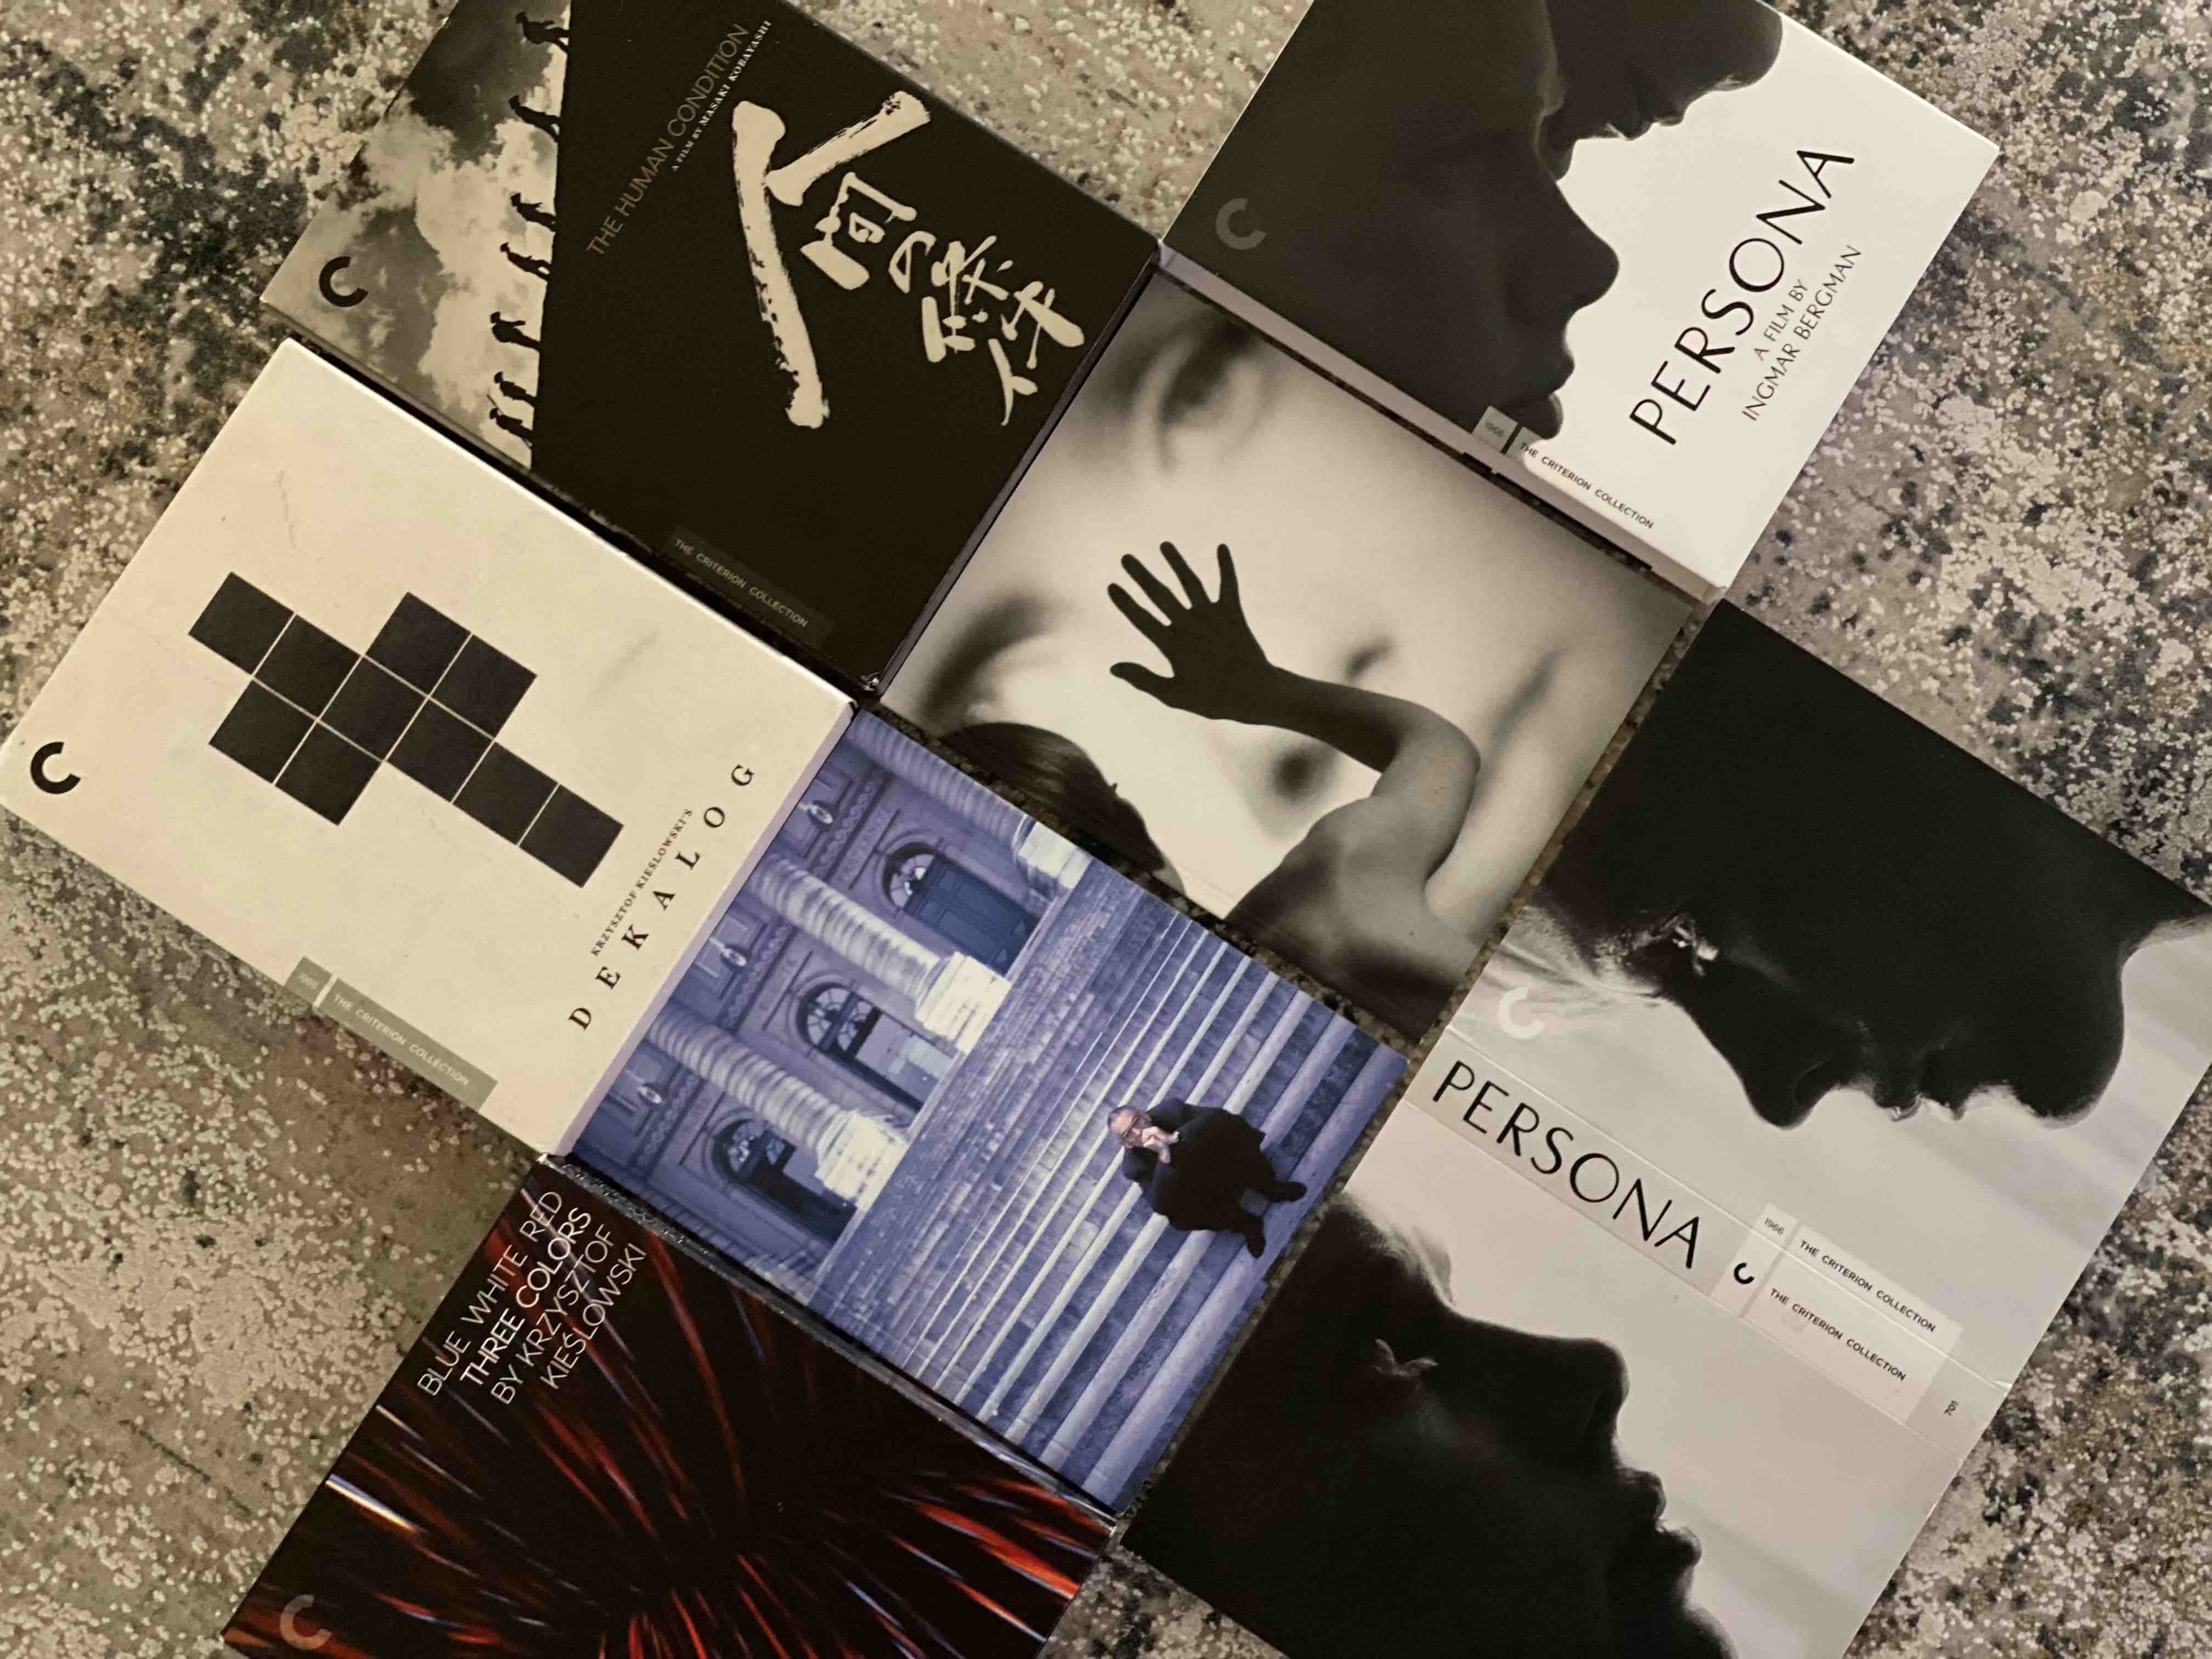 THE HUMAN CONDITION
A FILM BY MASAKI KOBAYASHI
人間の條件
THE CRITERION COLLECTION
PERSONA
A FILM BY
INGMAR BERGMAN
1966 THE CRITERION COLLECTION
KRZYSZTOF KIEŚLOWSKI'S
DEKALOG
THE CRITERION COLLECTION
PERSONA
1966 THE CRITERION COLLECTION
THE CRITERION COLLECTION
701
BLUE WHITE RED
THREE COLORS
BY KRZYSZTOF
KIEŚLOWSKI